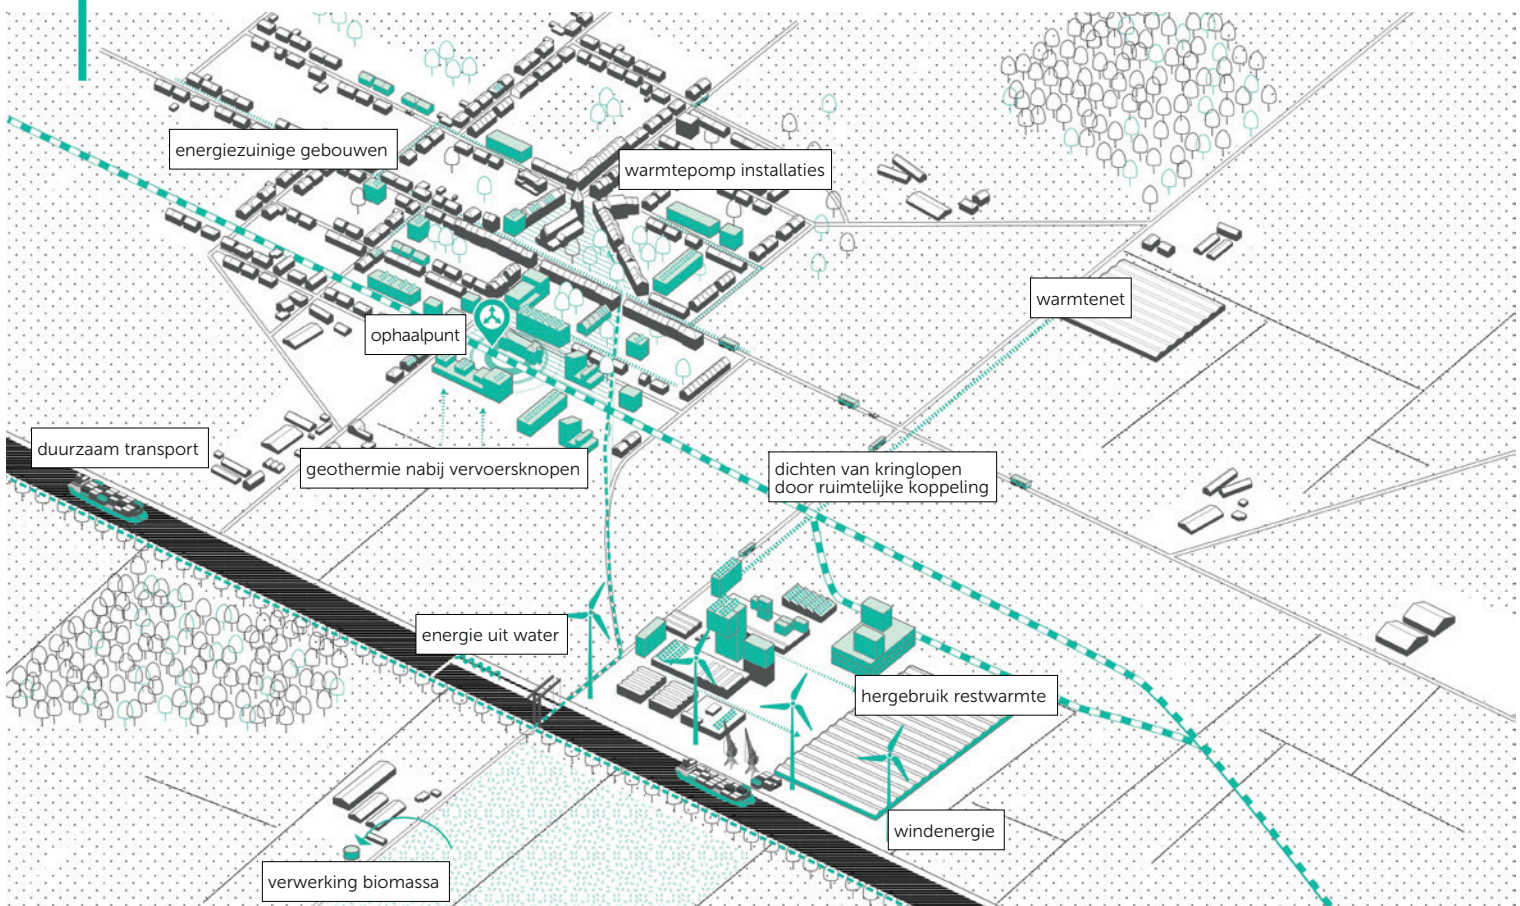 energiezuinige gebouwen
warmtepomp installaties
warmtenet
ophaalpunt
duurzaam transport
geothermie nabij vervoersknopen
dichten van kringlopen
door ruimtelijke koppeling
energie uit water
hergebruik restwarmte
windenergie
verwerking biomassa